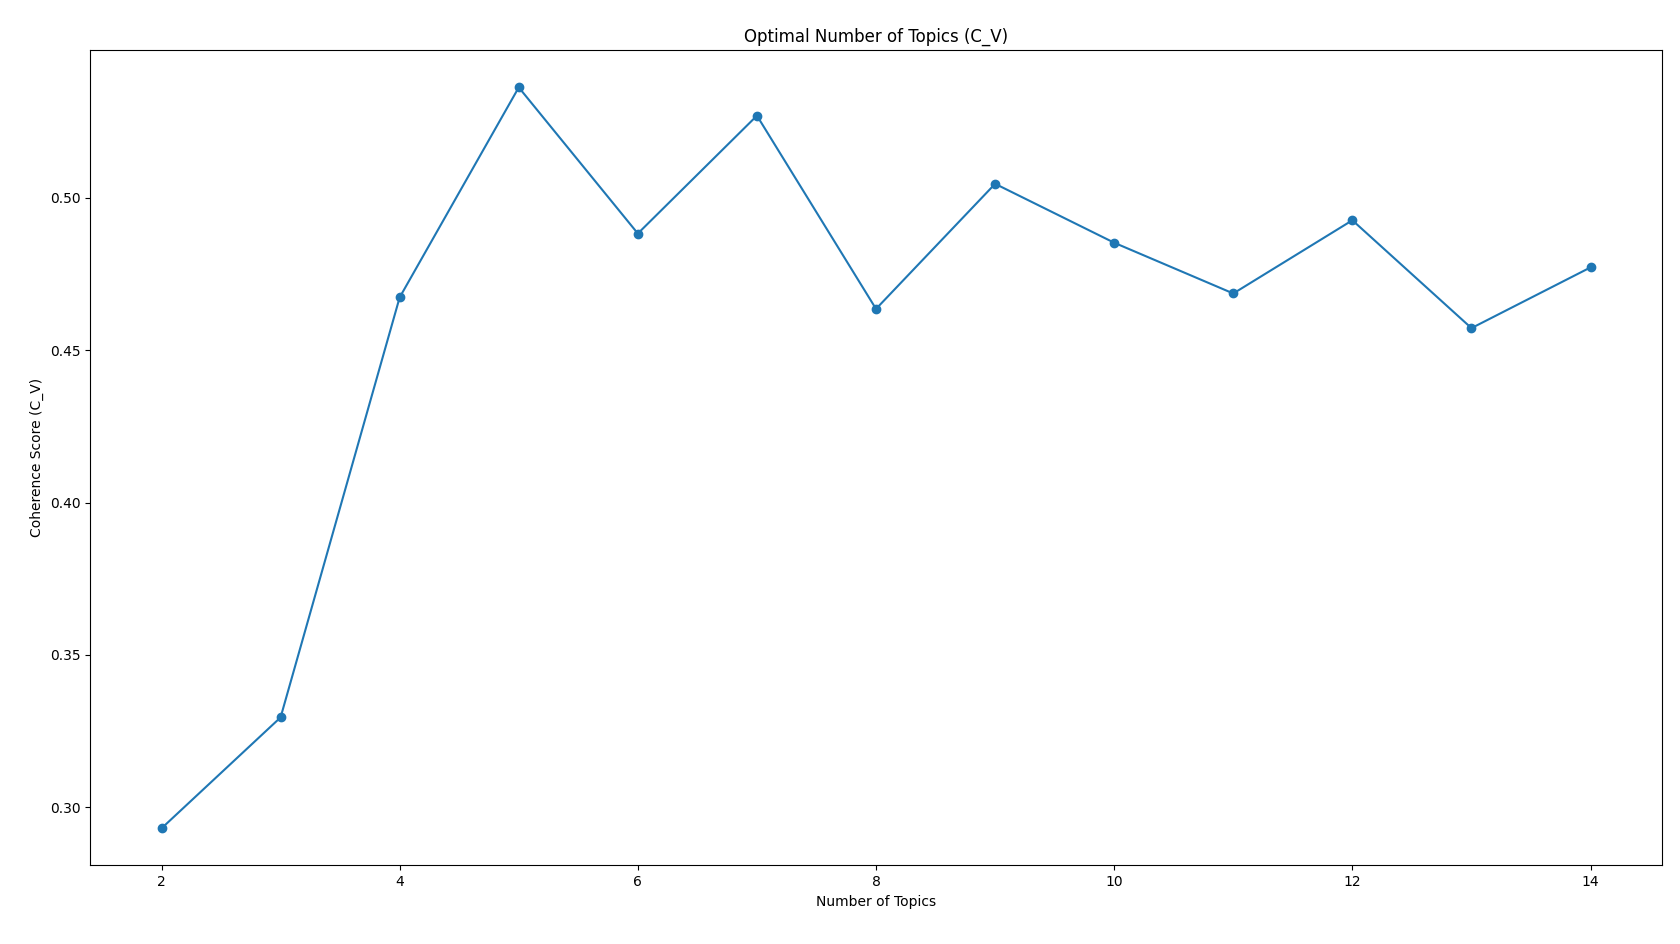 Optimal Number of Topics (C_V)
Coherence Score (C_V)
0.50
0.45
0.40
0.35
0.30
2 4 6 8 10 12 14
Number of Topics